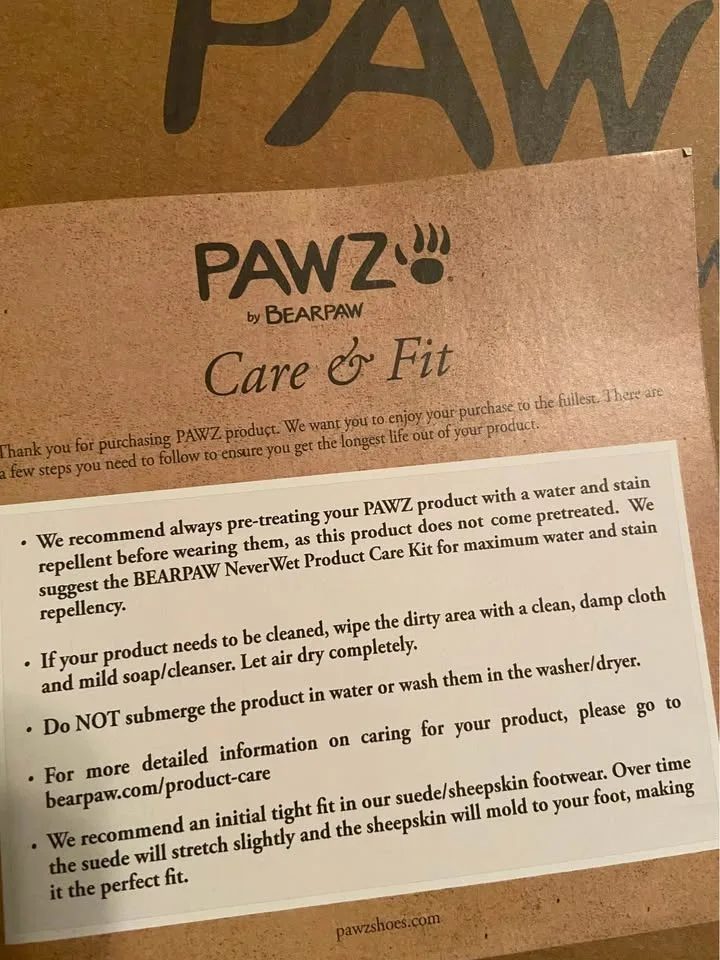 PAW
PAWZ
by BEARPAW
Care & Fit
Thank you for purchasing PAWZ product. We want you to enjoy your purchase to the fullest. There are
a few steps you need to follow to ensure you get the longest life out of your product.
• We recommend always pre-treating your PAWZ product with a water and stain
repellent before wearing them, as this product does not come pretreated. We
suggest the BEARPAW NeverWet Product Care Kit for maximum water and stain
repellency.
• If your product needs to be cleaned, wipe the dirty area with a clean, damp cloth
and mild soap/cleanser. Let air dry completely.
• Do NOT submerge the product in water or wash them in the washer/dryer.
• For more detailed information on caring for your product, please go to
bearpaw.com/product-care
• We recommend an initial tight fit in our suede/sheepskin footwear. Over time
the suede will stretch slightly and the sheepskin will mold to your foot, making
it the perfect fit.
pawzshoes.com